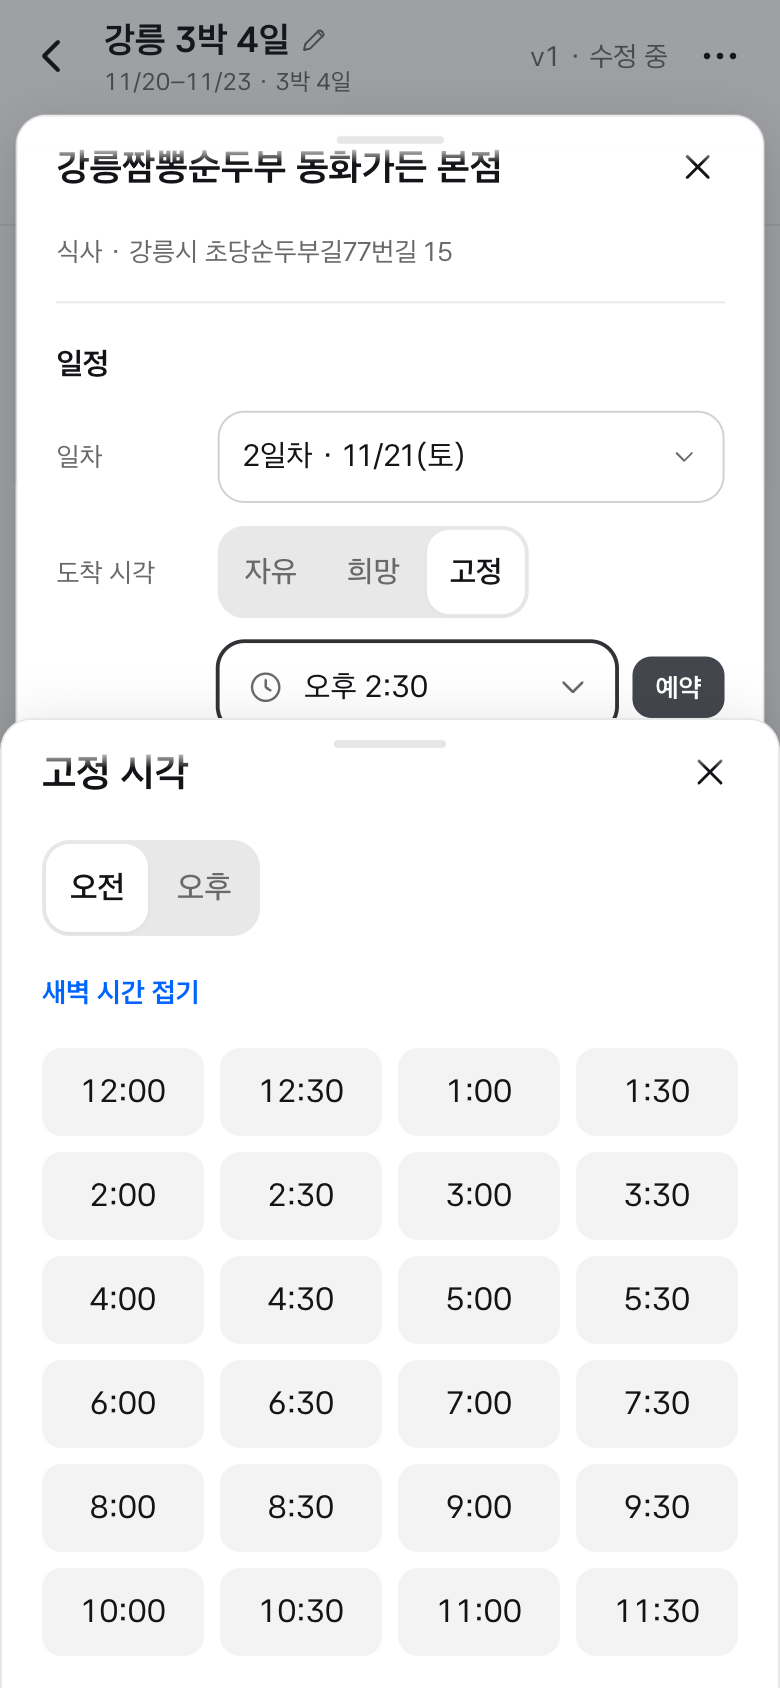 강릉 3박 4일
v1 · 수정 중
11/20–11/23 · 3박 4일
강릉짬뽕순두부 동화가든 본점
식사 · 강릉시 초당순두부길77번길 15
일정
일차
2일차 · 11/21(토)
도착 시각
자유 희망 고정
오후 2:30
예약
고정 시각
오전 오후
새벽 시간 접기
12:00 12:30 1:00 1:30
2:00 2:30 3:00 3:30
4:00 4:30 5:00 5:30
6:00 6:30 7:00 7:30
8:00 8:30 9:00 9:30
10:00 10:30 11:00 11:30